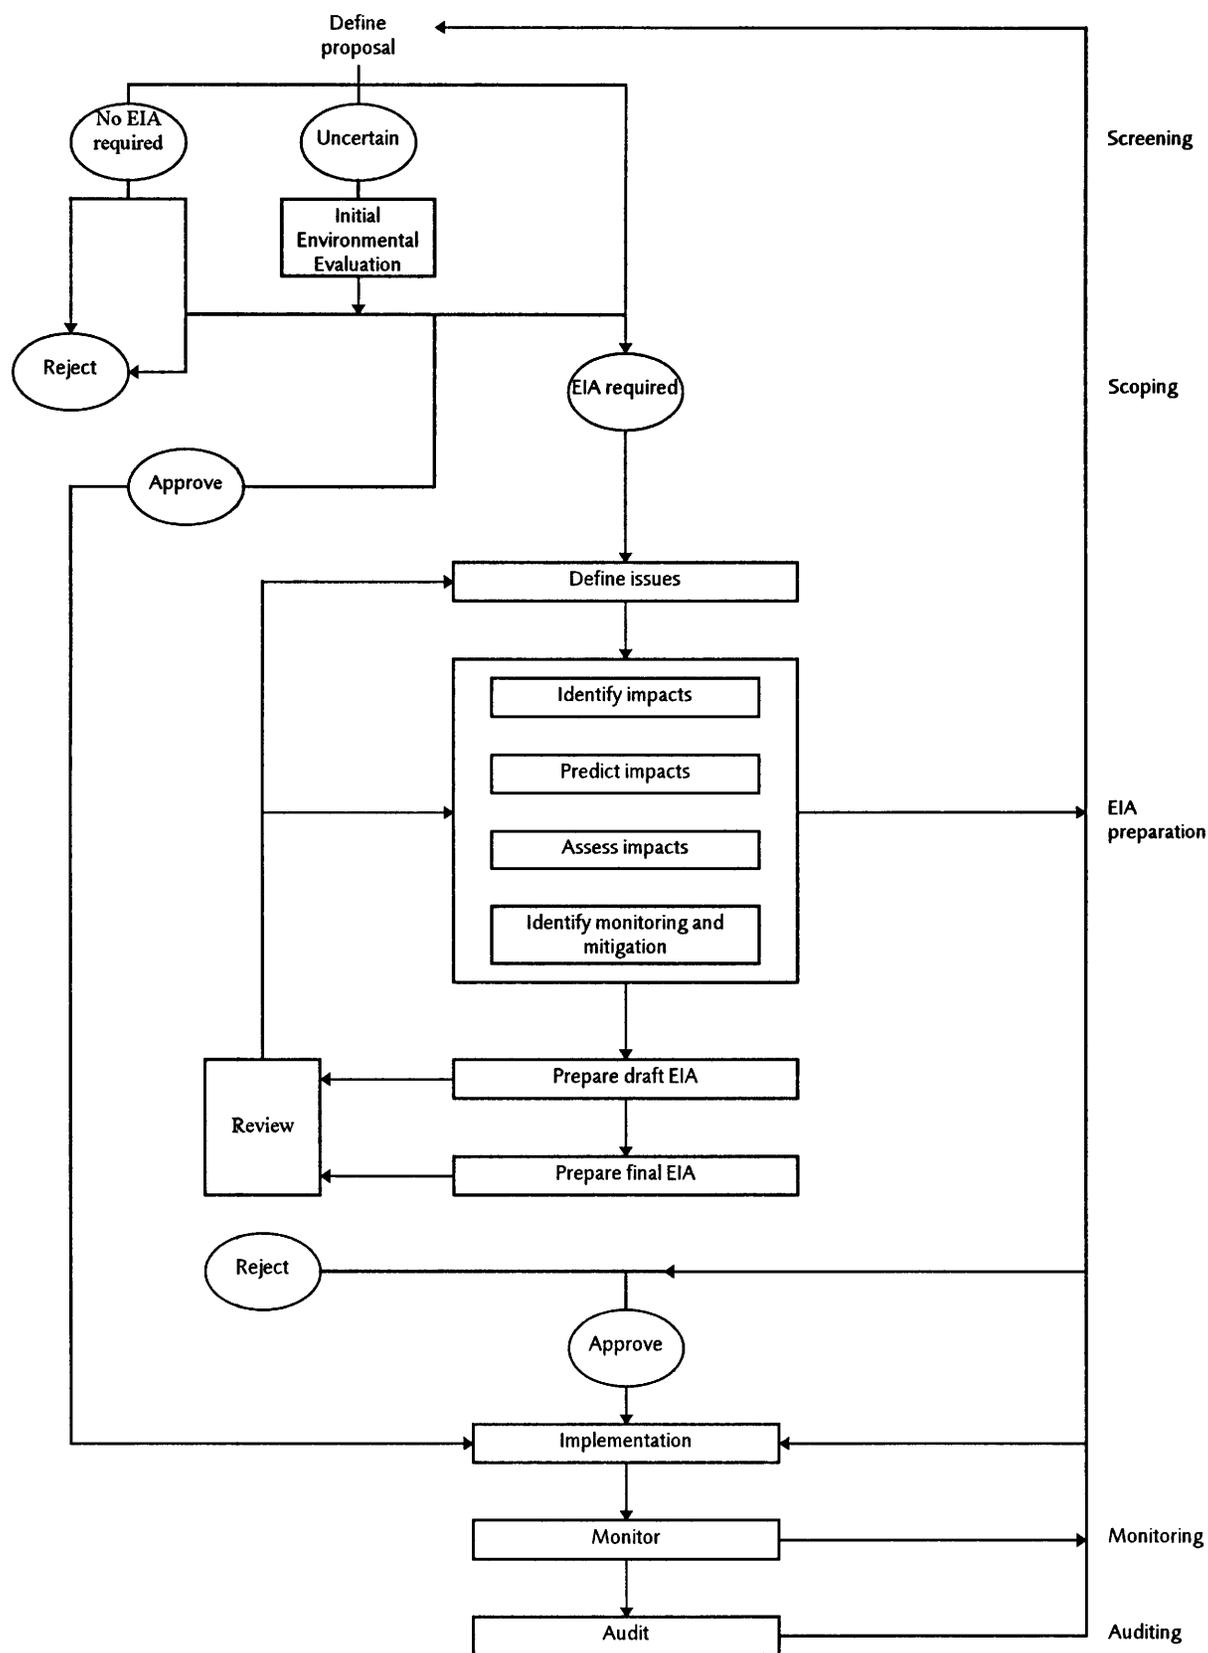 Define
proposal
No EIA
required
Uncertain
Screening
Initial
Environmental
Evaluation
Reject
EIA required
Scoping
Approve
Define issues
Identify impacts
Predict impacts
EIA
preparation
Assess impacts
Identify monitoring and
mitigation
Prepare draft EIA
Review
Prepare final EIA
Reject
Approve
Implementation
Monitor
Monitoring
Audit
Auditing